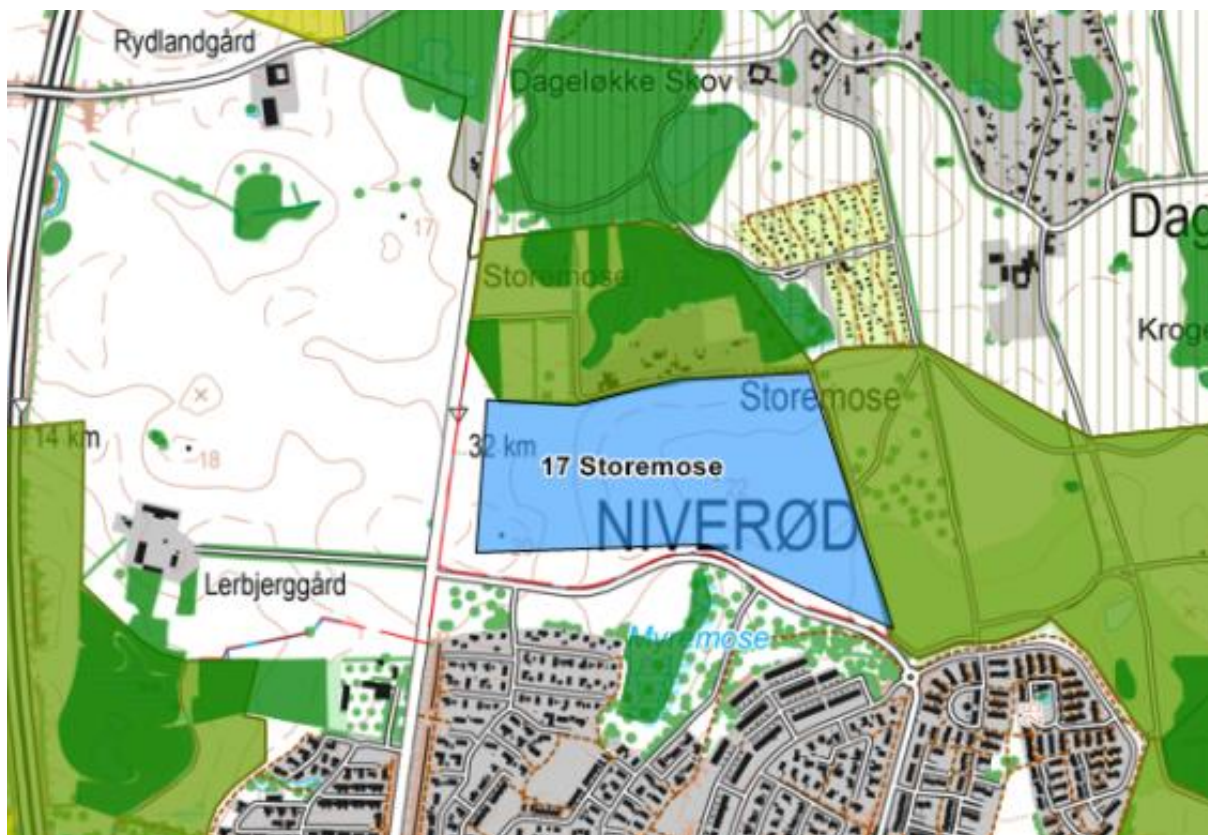 Rydlandgård
Dageløkke Skov
17
Dag
Storemose
Kroge
Storemose
14 km
32 km
18
17 Storemose
NIVERØD
Lerbjerggård
Myremose